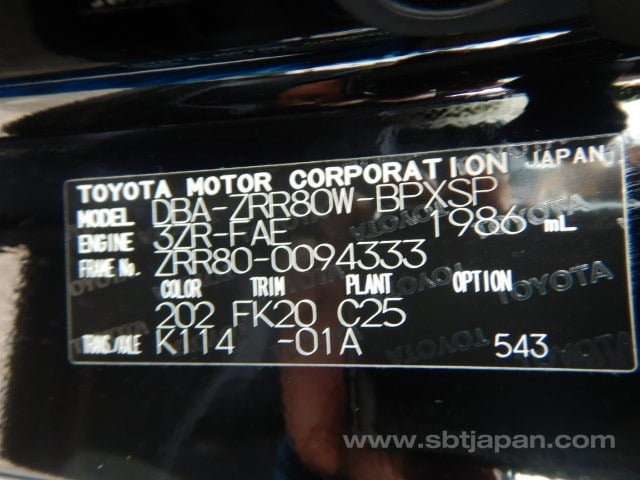 TOYOTA MOTOR CORPORATION JAPAN
MODEL DBA-ZRR80W-BPXSP
ENGINE 3ZR-FAE 1986 mL
FRAME No. ZRR80-0094333
COLOR TRIM PLANT OPTION
202 FK20 C25
TRANS./AXLE K114 -01A 543
TOYOTA
www.sbtjapan.com